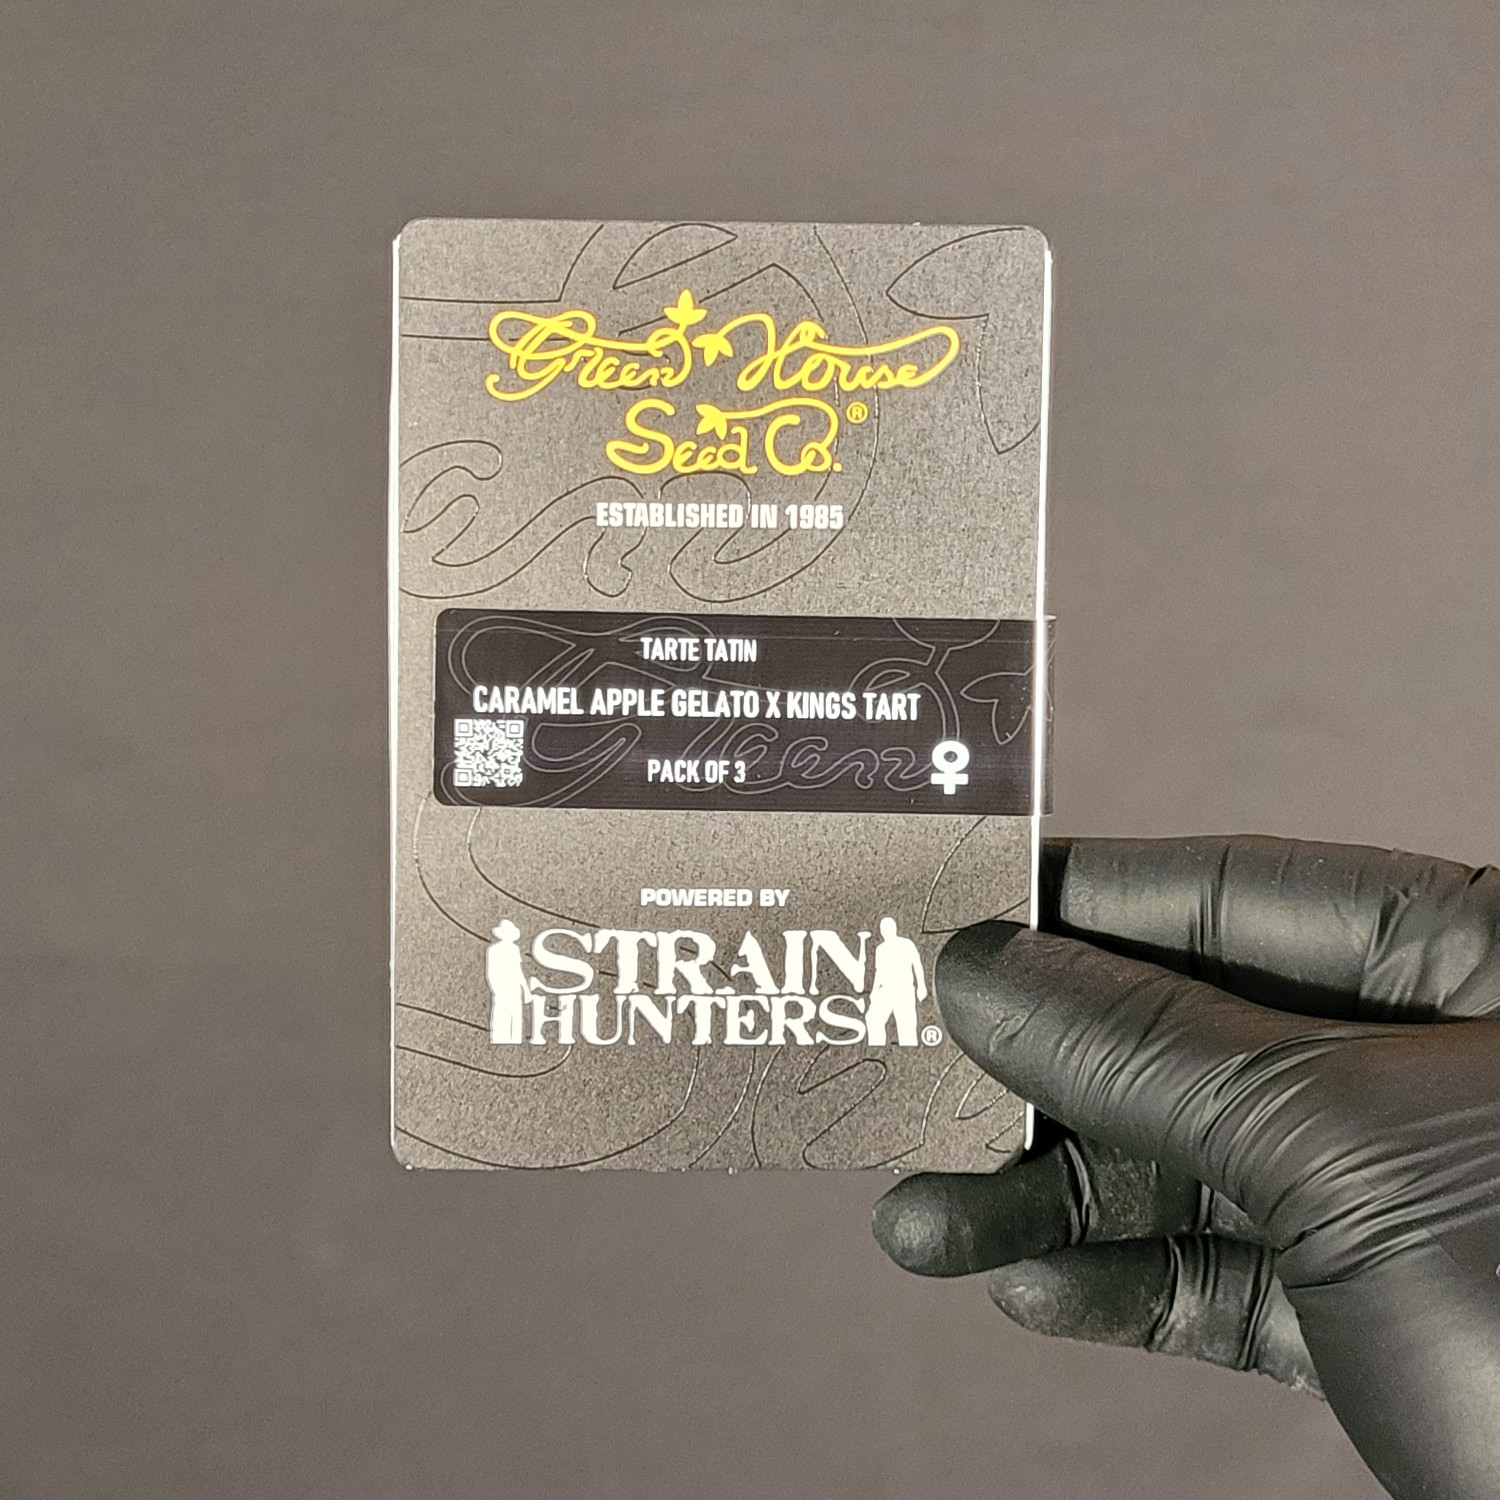 Green House
Seed Co.®
ESTABLISHED IN 1985
TARTE TATIN
CARAMEL APPLE GELATO X KINGS TART
PACK OF 3
POWERED BY
STRAIN
HUNTERS®